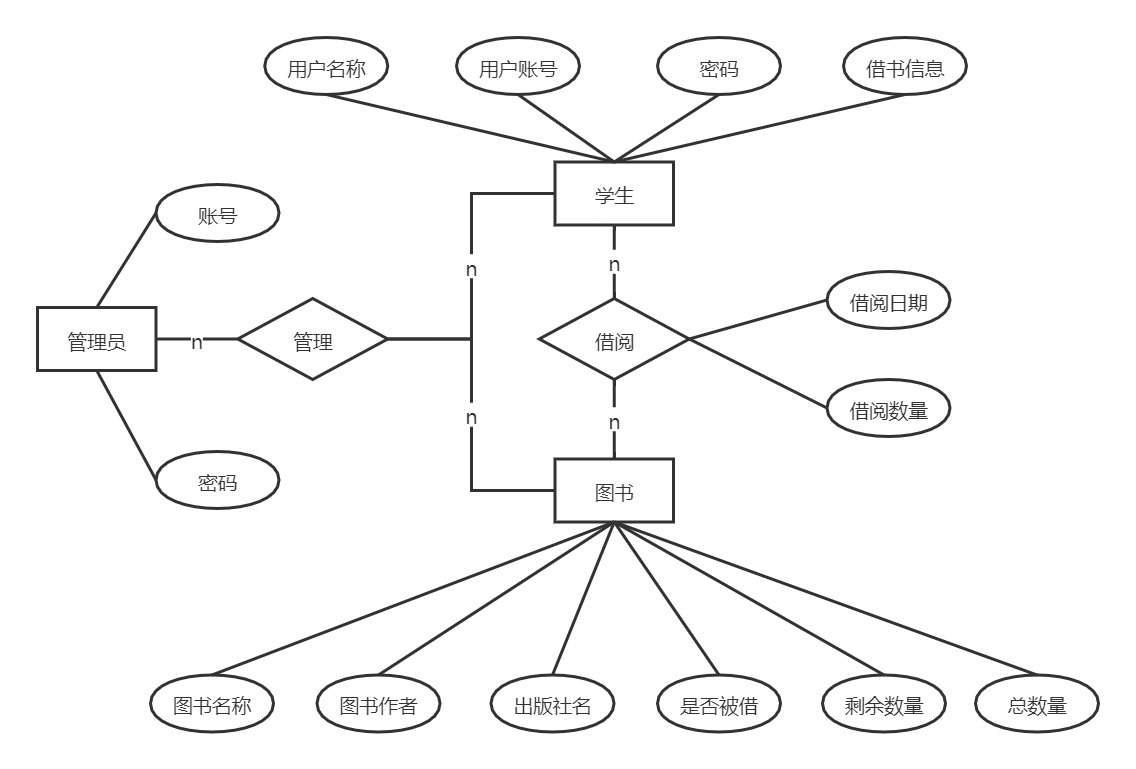 用户名称
用户账号
密码
借书信息
学生
账号
n
n
借阅日期
管理员
n
管理
借阅
借阅数量
n
n
密码
图书
图书名称
图书作者
出版社名
是否被借
剩余数量
总数量